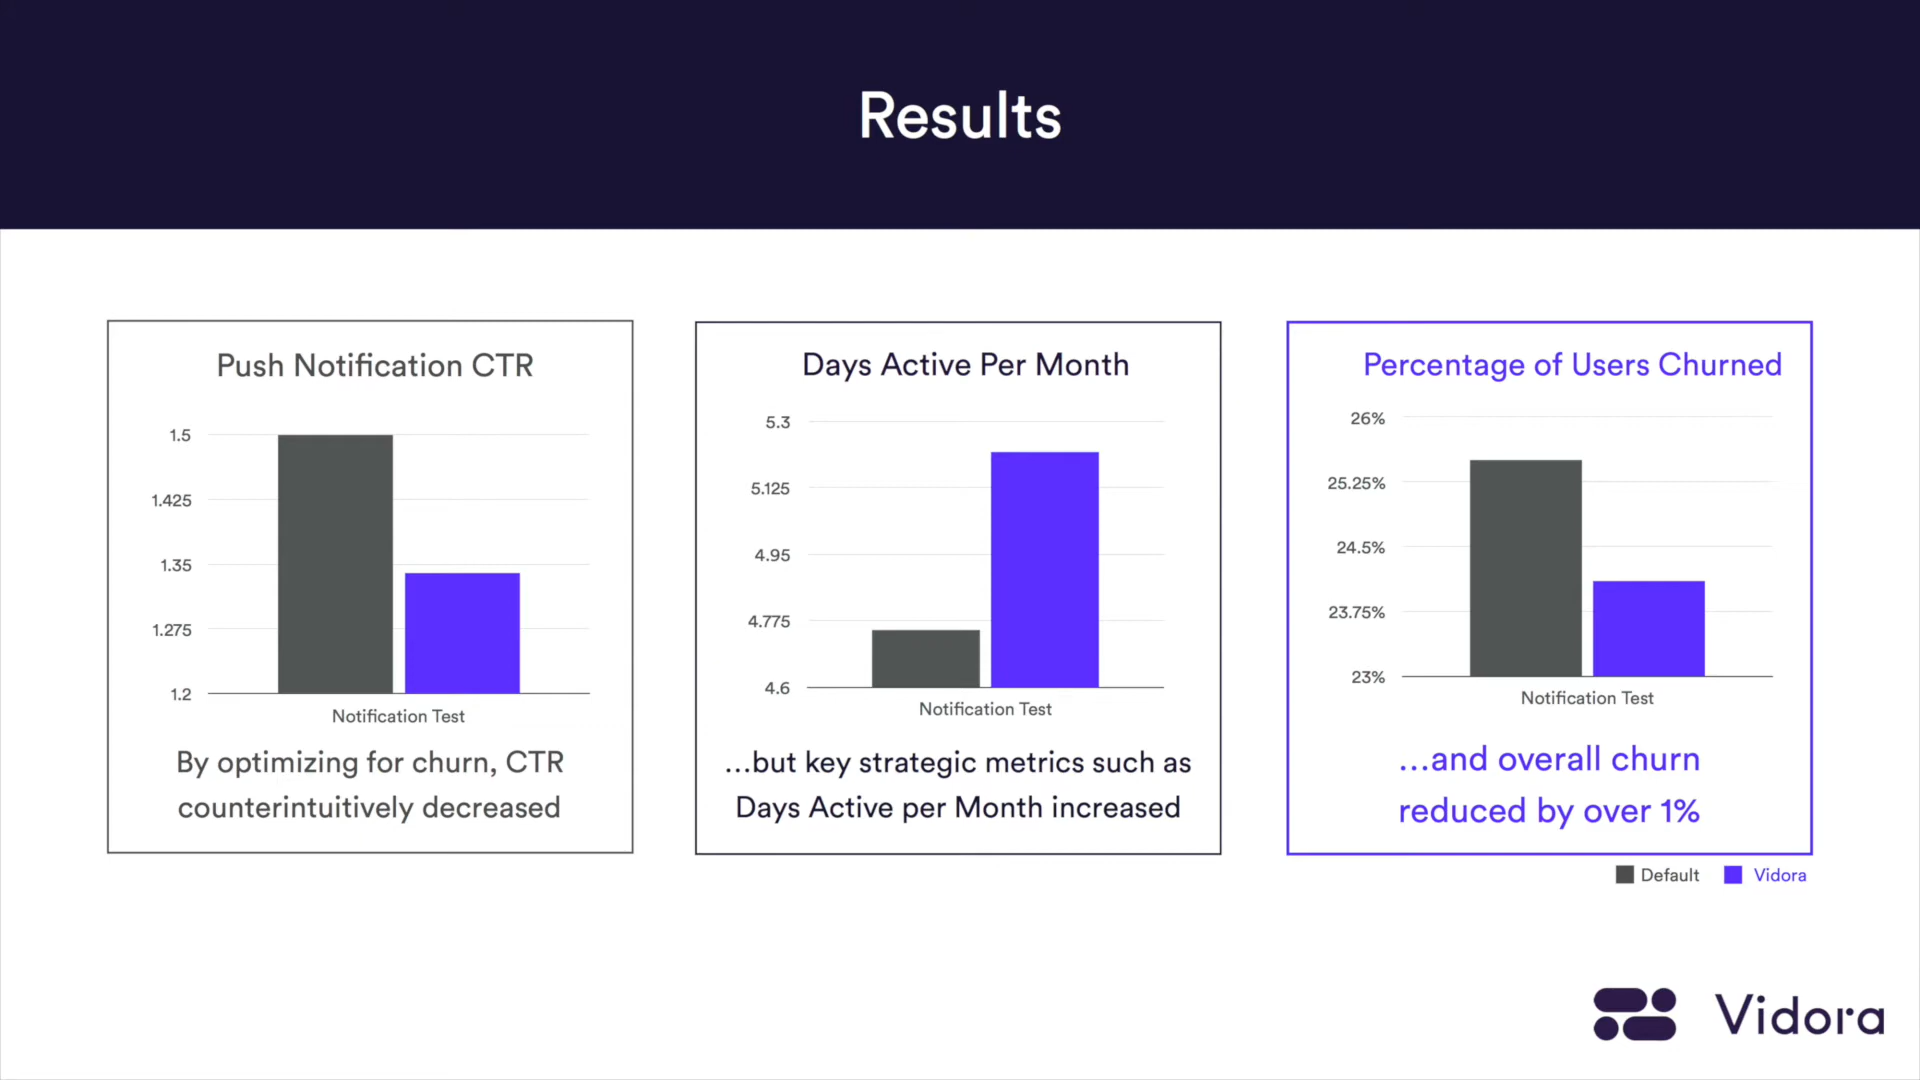 Results
Push Notification CTR
1.5
1.425
1.35
1.275
1.2
Notification Test
By optimizing for churn, CTR
counterintuitively decreased
Days Active Per Month
5.3
5.125
4.95
4.775
4.6
Notification Test
...but key strategic metrics such as
Days Active per Month increased
Percentage of Users Churned
26%
25.25%
24.5%
23.75%
23%
Notification Test
...and overall churn
reduced by over 1%
Default Vidora
Vidora